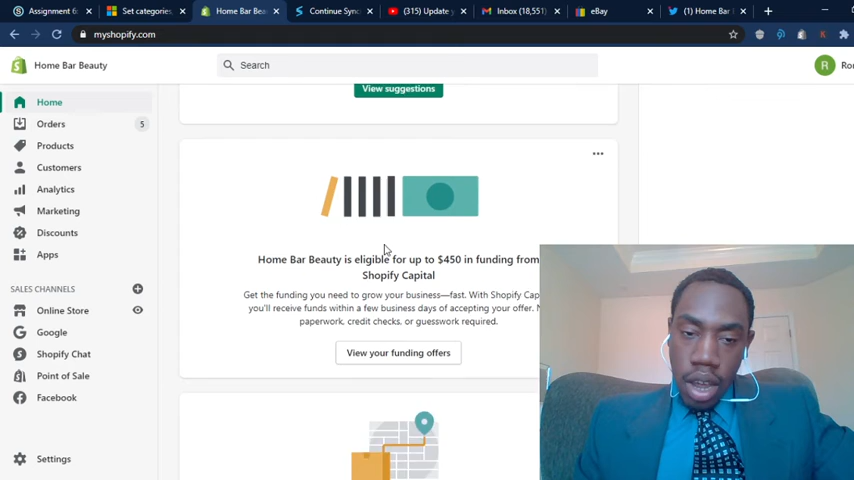 Assignment 6:
Set categories,
Home Bar Bea
Continue Sync
(315) Update y
Inbox (18,551)
eBay
(1) Home Bar
myshopify.com
Home Bar Beauty
Search
R
Ro
Home
Orders
5
Products
Customers
Analytics
Marketing
Discounts
Apps
SALES CHANNELS
Online Store
Google
Shopify Chat
Point of Sale
Facebook
Settings
View suggestions
Home Bar Beauty is eligible for up to $450 in funding from
Shopify Capital
Get the funding you need to grow your business—fast. With Shopify Cap
you'll receive funds within a few business days of accepting your offer. N
paperwork, credit checks, or guesswork required.
View your funding offers